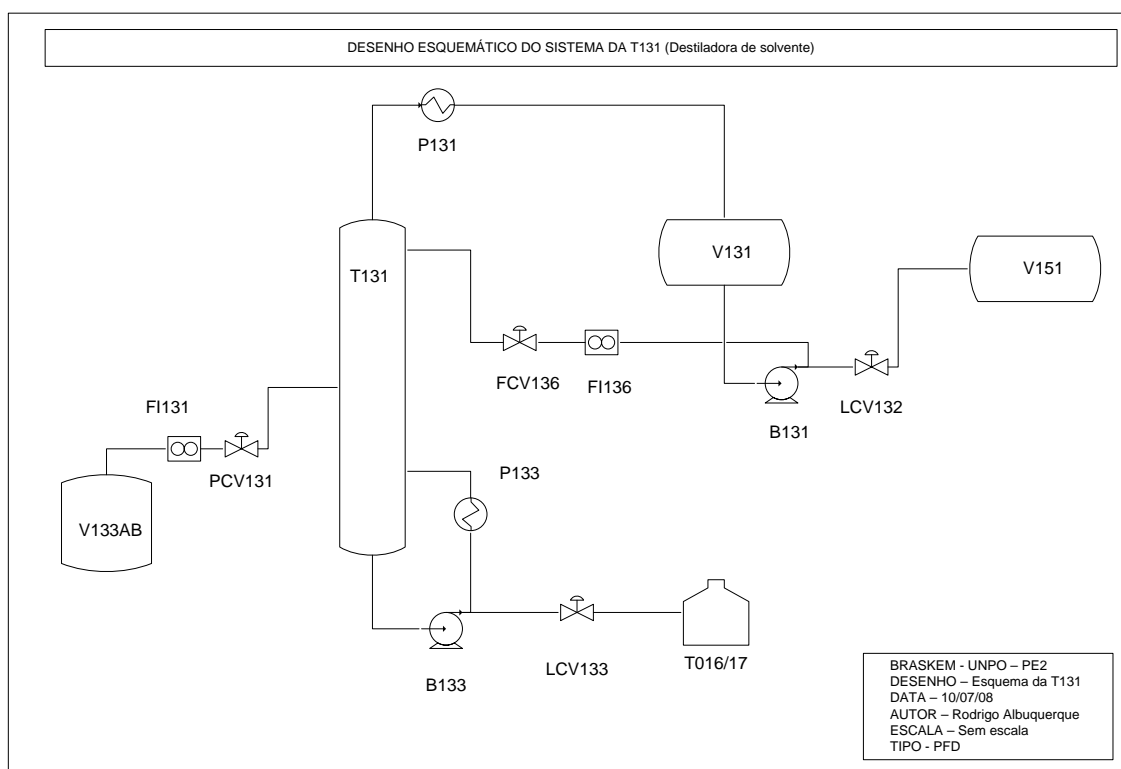 DESENHO ESQUEMÁTICO DO SISTEMA DA T131 (Destiladora de solvente)
P131
V131
V151
T131
FCV136
FI136
LCV132
B131
FI131
PCV131
P133
V133AB
LCV133
T016/17
B133
BRASKEM - UNPO – PE2
DESENHO – Esquema da T131
DATA – 10/07/08
AUTOR – Rodrigo Albuquerque
ESCALA – Sem escala
TIPO - PFD